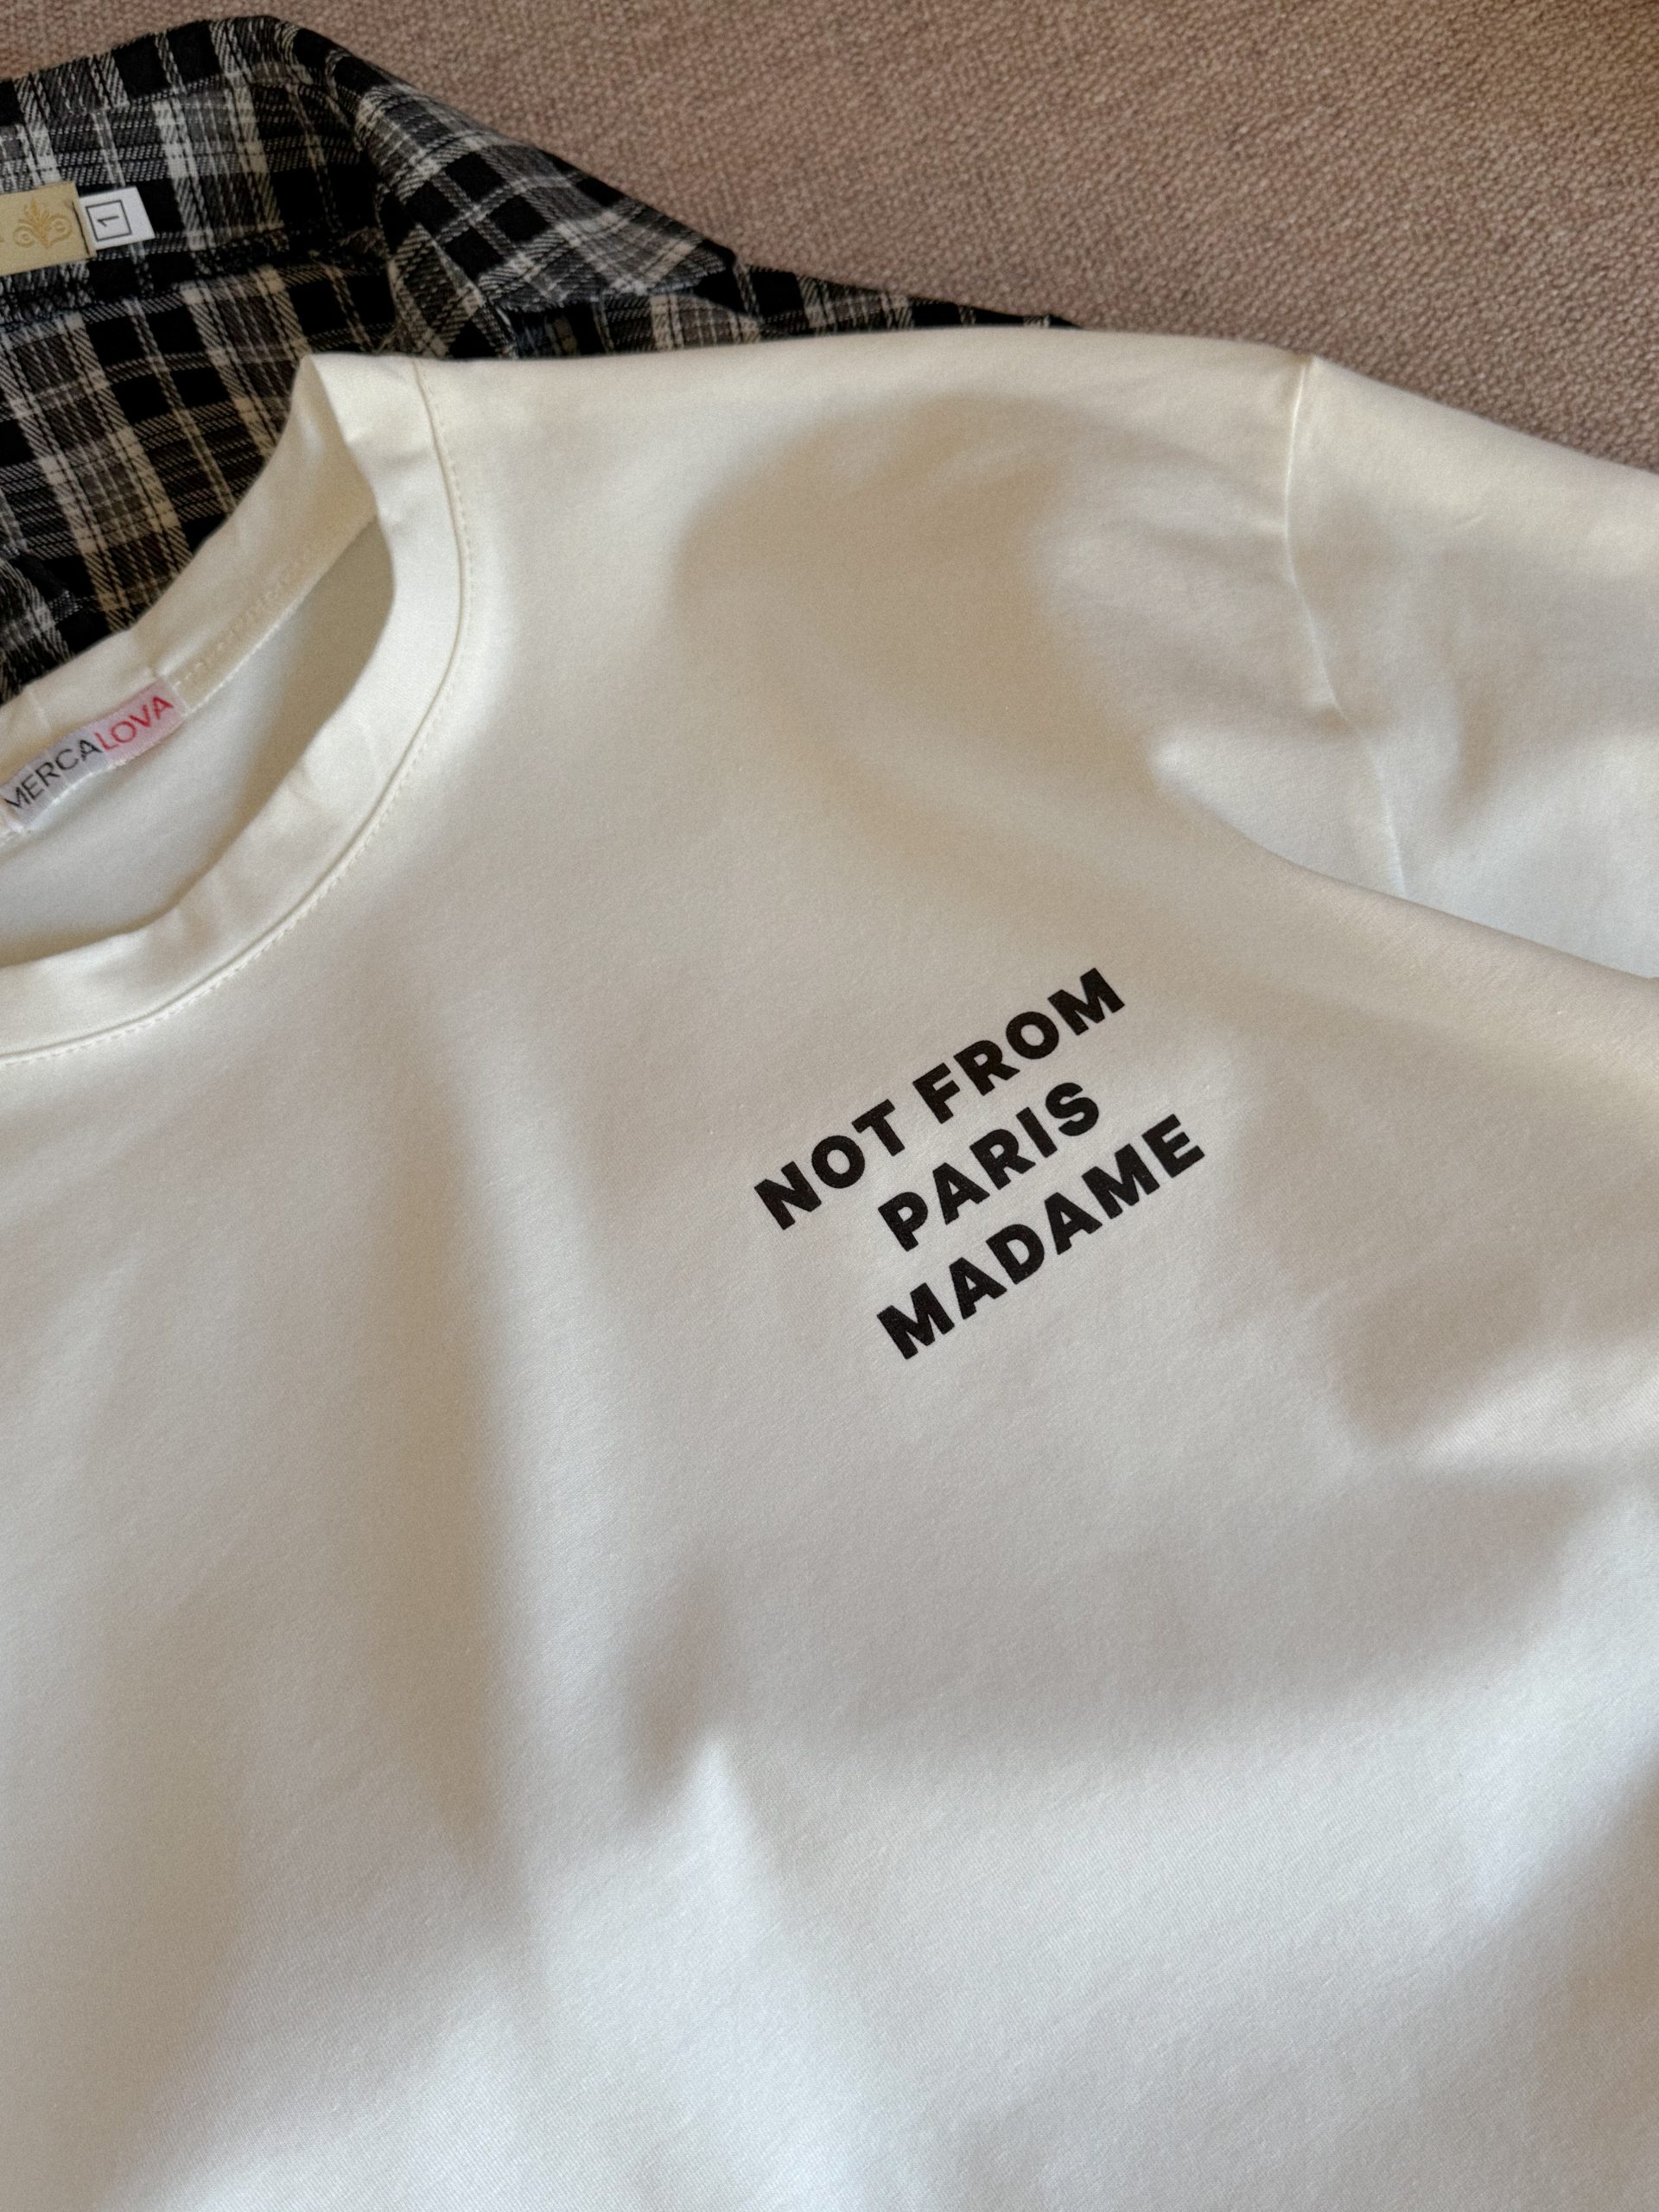 1
MERCALOVA
NOT FROM
PARIS
MADAME